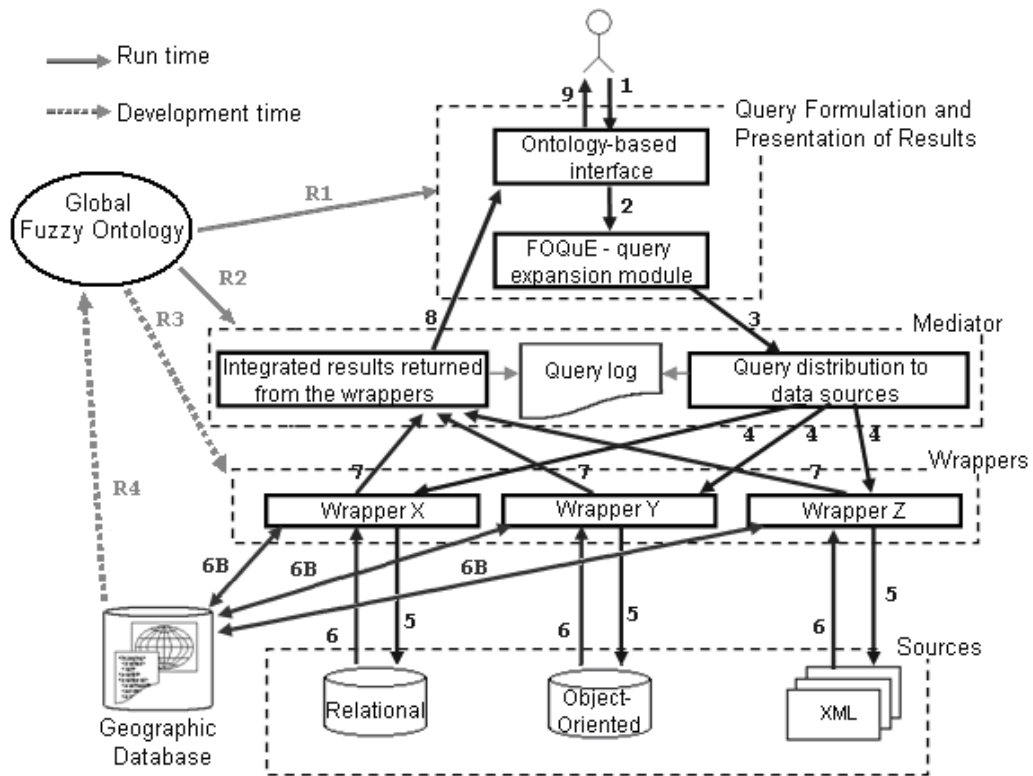 Run time
Development time
9
1
Query Formulation and
Presentation of Results
Ontology-based
interface
R1
Global
Fuzzy Ontology
2
FOQuE - query
expansion module
R2
R3
8
3
Mediator
Integrated results returned
from the wrappers
Query log
Query distribution to
data sources
4
4
4
7
7
7
Wrappers
R4
Wrapper X
Wrapper Y
Wrapper Z
6B
6B
6B
6
5
6
5
6
5
Sources
Relational
Object-
Oriented
XML
Geographic
Database